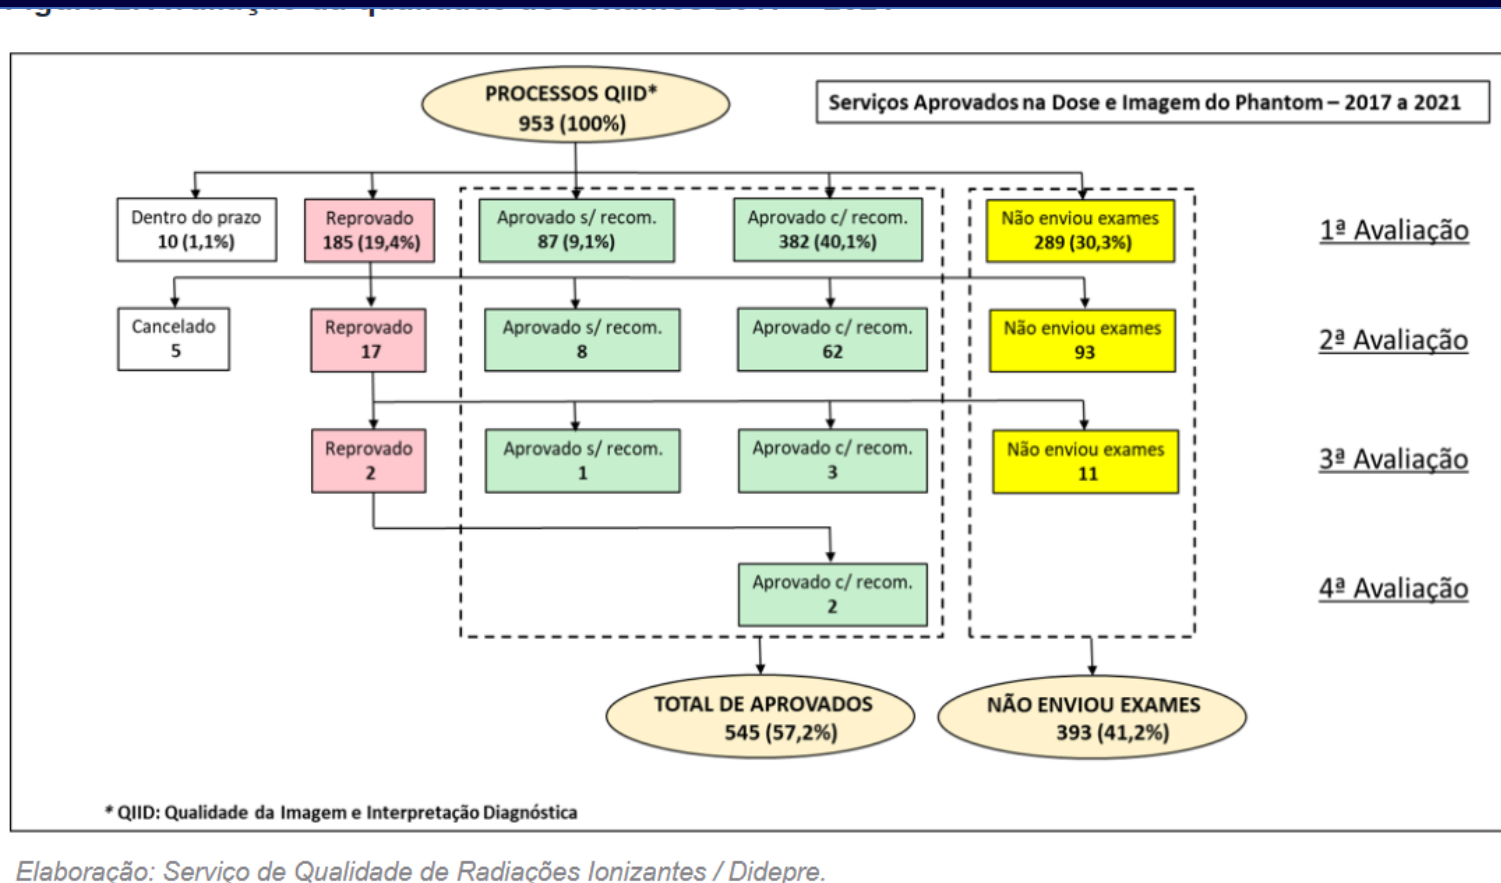 PROCESSOS QIID*
953 (100%)
Serviços Aprovados na Dose e Imagem do Phantom – 2017 a 2021
Dentro do prazo
10 (1,1%)
Reprovado
185 (19,4%)
Aprovado s/ recom.
87 (9,1%)
Aprovado c/ recom.
382 (40,1%)
Não enviou exames
289 (30,3%)
1ª Avaliação
Cancelado
5
Reprovado
17
Aprovado s/ recom.
8
Aprovado c/ recom.
62
Não enviou exames
93
2ª Avaliação
Reprovado
2
Aprovado s/ recom.
1
Aprovado c/ recom.
3
Não enviou exames
11
3ª Avaliação
Aprovado c/ recom.
2
4ª Avaliação
TOTAL DE APROVADOS
545 (57,2%)
NÃO ENVIOU EXAMES
393 (41,2%)
* QIID: Qualidade da Imagem e Interpretação Diagnóstica
Elaboração: Serviço de Qualidade de Radiações Ionizantes / Didepre.